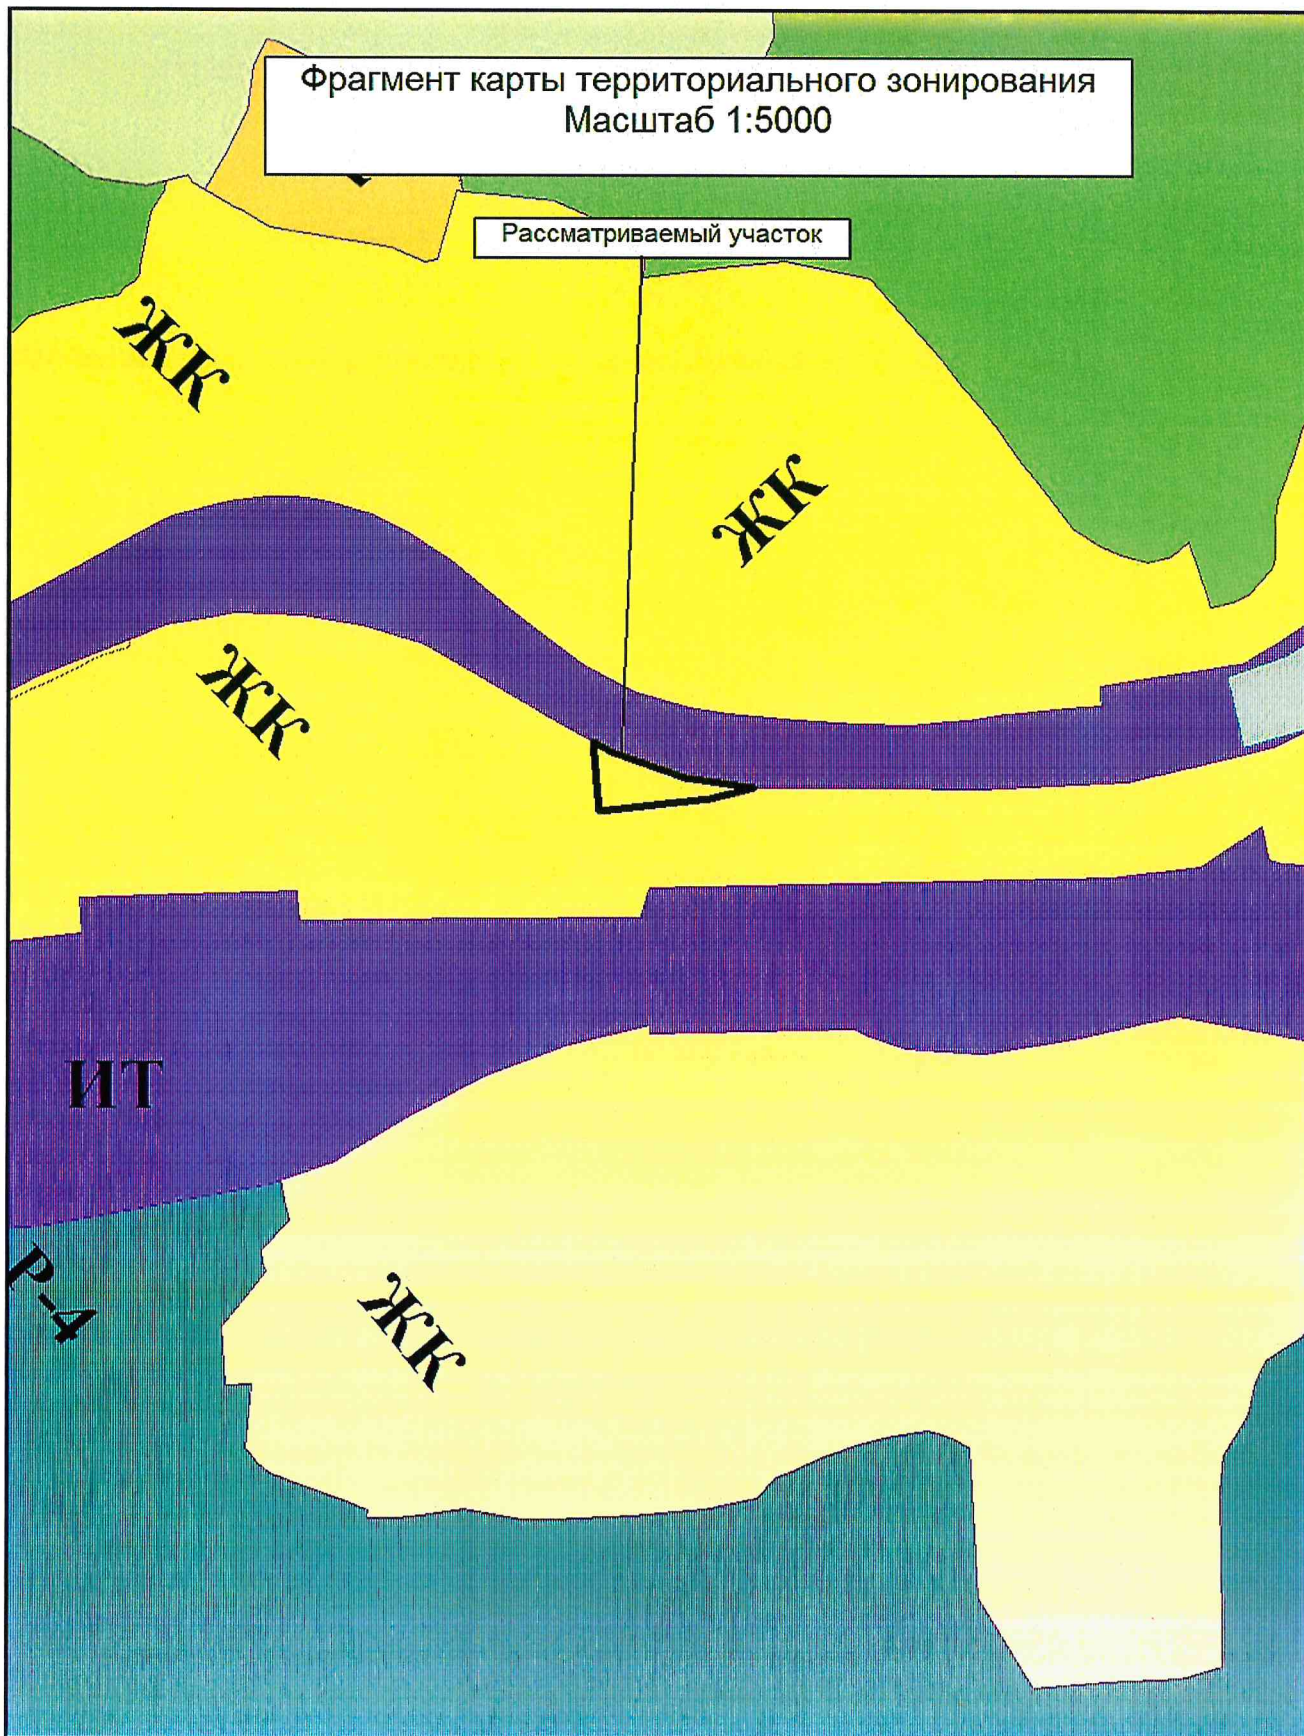 Фрагмент карты территориального зонирования
Масштаб 1:5000
Рассматриваемый участок
ЖК
ЖК
ЖК
ИТ
Р-4
ЖК